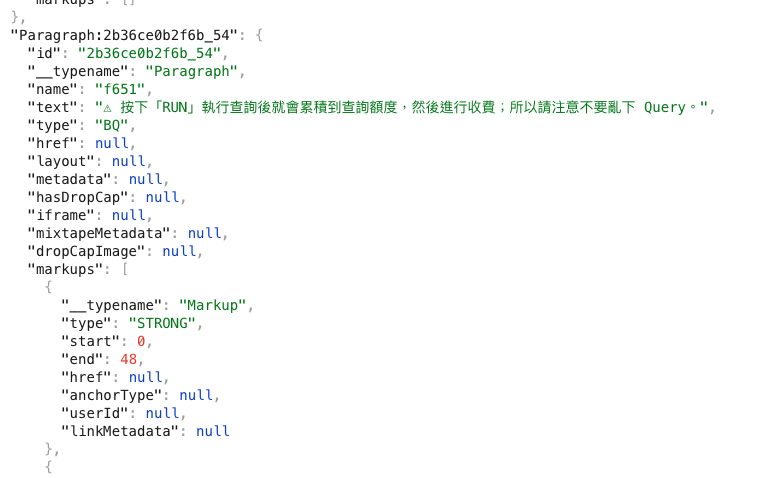 "markups": []
},
"Paragraph:2b36ce0b2f6b_54": {
"id": "2b36ce0b2f6b_54",
"__typename": "Paragraph",
"name": "f651",
"text": "⚠ 按下「RUN」執行查詢後就會累積到查詢額度，然後進行收費；所以請注意不要亂下 Query。",
"type": "BQ",
"href": null,
"layout": null,
"metadata": null,
"hasDropCap": null,
"iframe": null,
"mixtapeMetadata": null,
"dropCapImage": null,
"markups": [
{
"__typename": "Markup",
"type": "STRONG",
"start": 0,
"end": 48,
"href": null,
"anchorType": null,
"userId": null,
"linkMetadata": null
},
{